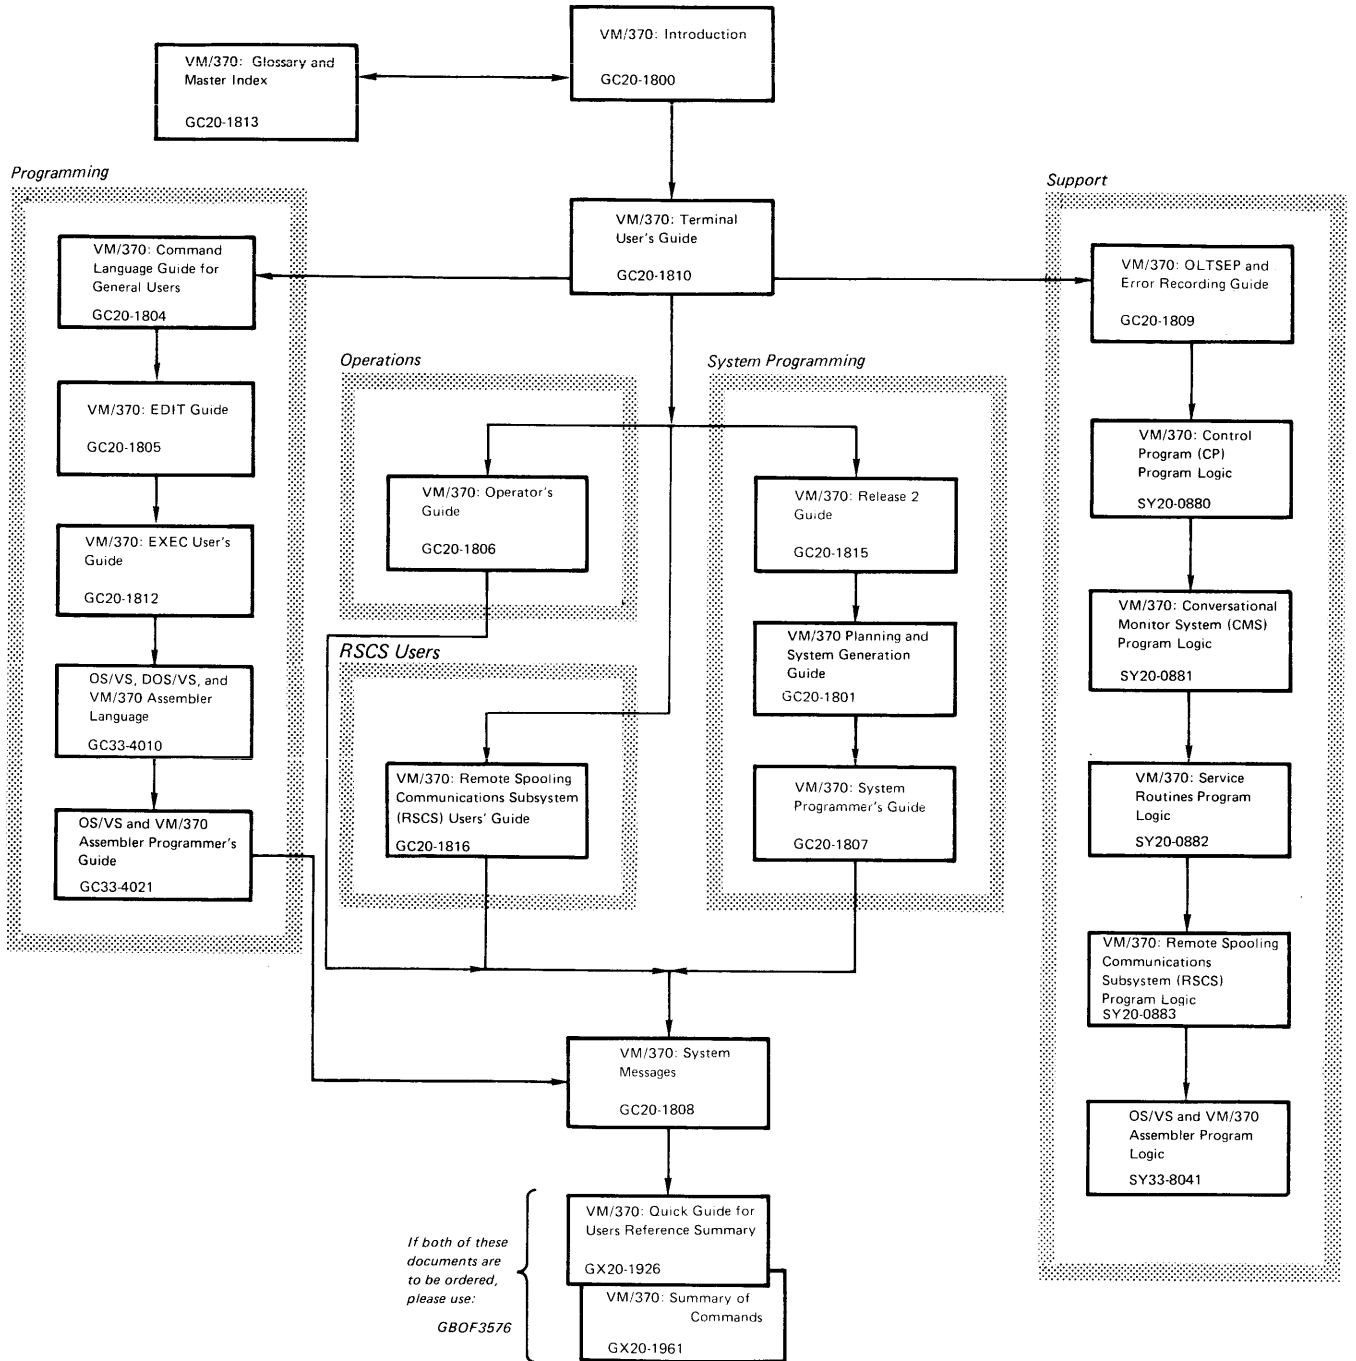 VM/370: Introduction
GC20-1800
VM/370: Glossary and
Master Index
GC20-1813
VM/370: Terminal
User's Guide
GC20-1810
Programming
VM/370: Command
Language Guide for
General Users
GC20-1804
VM/370: EDIT Guide
GC20-1805
VM/370: EXEC User's
Guide
GC20-1812
OS/VS, DOS/VS, and
VM/370 Assembler
Language
GC33-4010
OS/VS and VM/370
Assembler Programmer's
Guide
GC33-4021
Operations
VM/370: Operator's
Guide
GC20-1806
RSCS Users
VM/370: Remote Spooling
Communications Subsystem
(RSCS) Users' Guide
GC20-1816
System Programming
VM/370: Release 2
Guide
GC20-1815
VM/370 Planning and
System Generation
Guide
GC20-1801
VM/370: System
Programmer's Guide
GC20-1807
Support
VM/370: OLTSEP and
Error Recording Guide
GC20-1809
VM/370: Control
Program (CP)
Program Logic
SY20-0880
VM/370: Conversational
Monitor System (CMS)
Program Logic
SY20-0881
VM/370: Service
Routines Program
Logic
SY20-0882
VM/370: Remote Spooling
Communications
Subsystem (RSCS)
Program Logic
SY20-0883
OS/VS and VM/370
Assembler Program
Logic
SY33-8041
VM/370: System
Messages
GC20-1808
VM/370: Quick Guide for
Users Reference Summary
GX20-1926
VM/370: Summary of
Commands
GX20-1961
If both of these
documents are
to be ordered,
please use:
GBOF3576